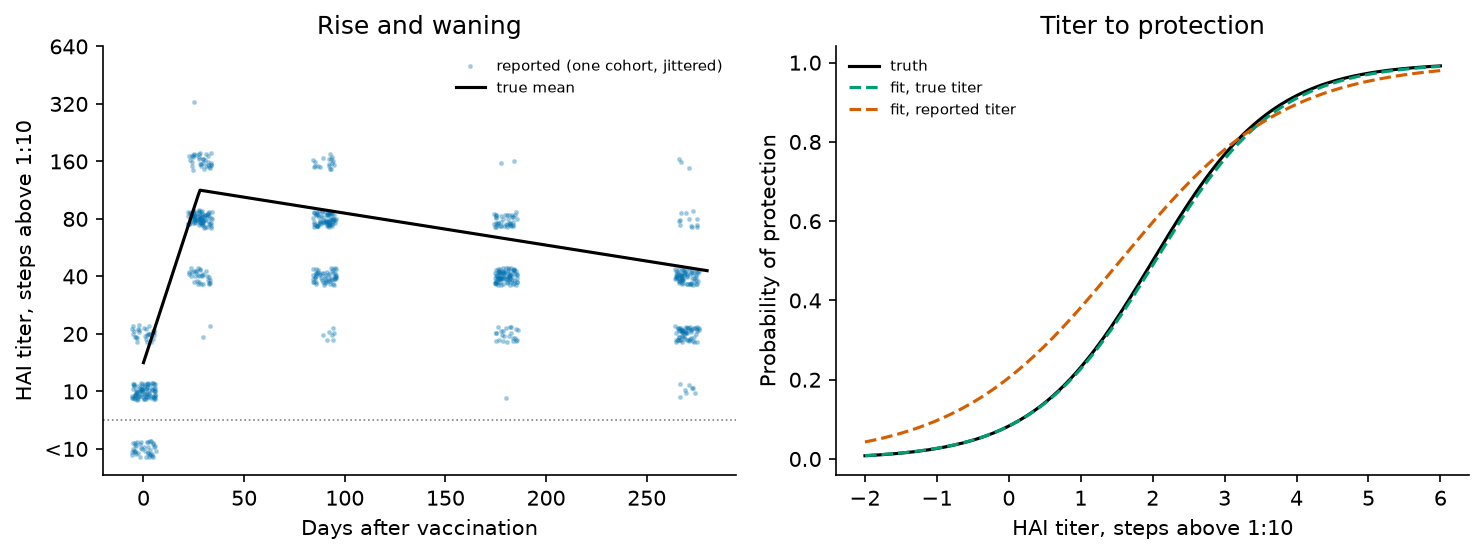 Rise and waning
640
320
160
80
40
20
10
<10
HAI titer, steps above 1:10
reported (one cohort, jittered)
true mean
0
50
100
150
200
250
Days after vaccination
Titer to protection
1.0
0.8
0.6
0.4
0.2
0.0
Probability of protection
truth
fit, true titer
fit, reported titer
−2
−1
0
1
2
3
4
5
6
HAI titer, steps above 1:10